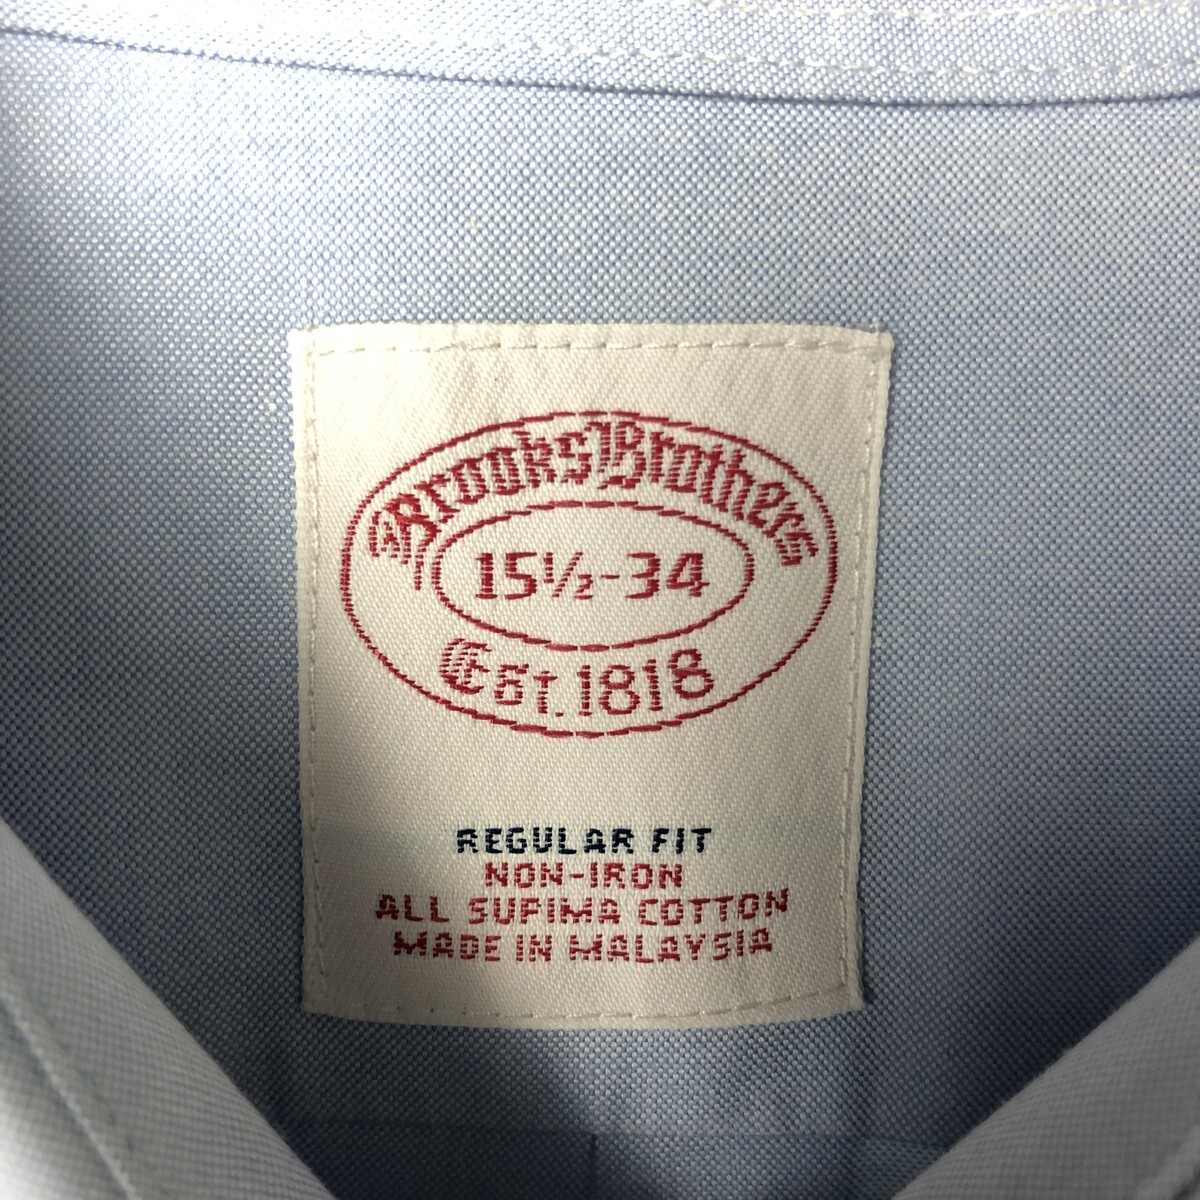 Brooks Brothers
15½-34
Est. 1818
REGULAR FIT
NON-IRON
ALL SUPIMA COTTON
MADE IN MALAYSIA